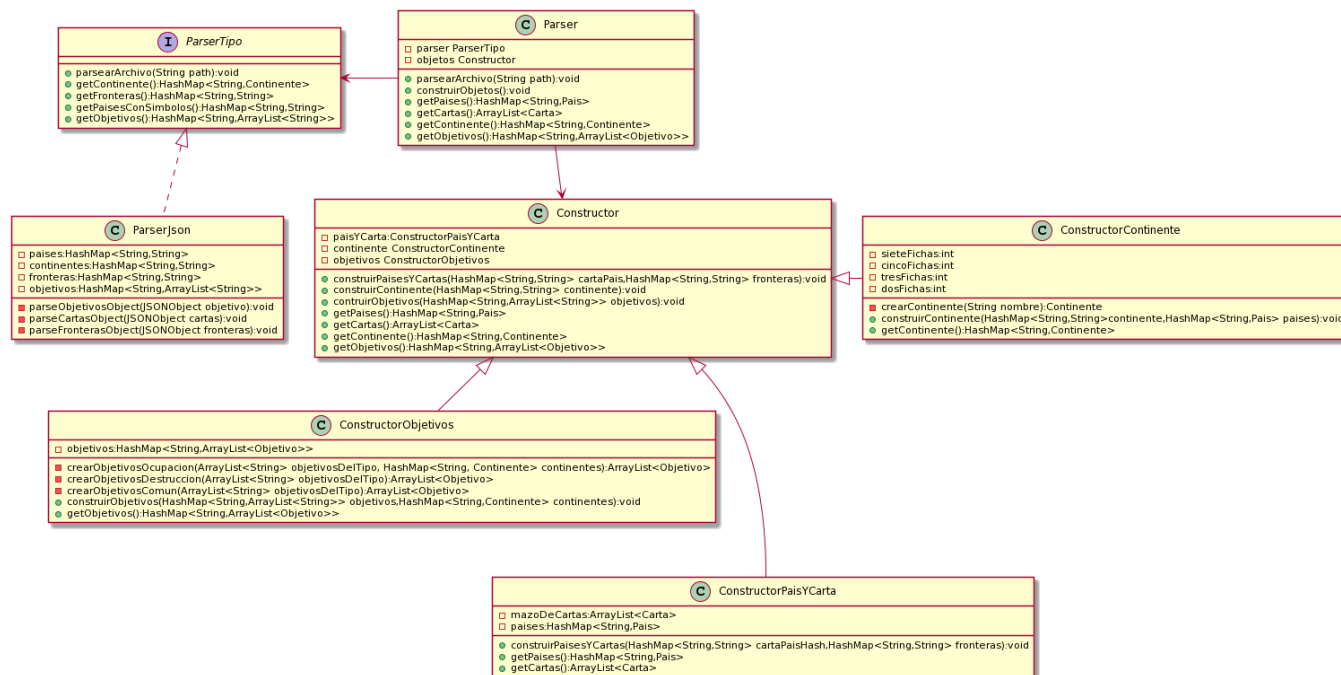 I ParserTipo
parsearArchivo(String path):void
getContinente():HashMap<String,Continente>
getFronteras():HashMap<String,String>
getPaisesConSimbolos():HashMap<String,String>
getObjetivos():HashMap<String,ArrayList<String>>
C Parser
parser ParserTipo
objetos Constructor
parsearArchivo(String path):void
construirObjetos():void
getPaises():HashMap<String,Pais>
getCartas():ArrayList<Carta>
getContinente():HashMap<String,Continente>
getObjetivos():HashMap<String,ArrayList<Objetivo>>
C ParserJson
paises:HashMap<String,String>
continentes:HashMap<String,String>
fronteras:HashMap<String,String>
objetivos:HashMap<String,ArrayList<String>>
parseObjetivosObject(JSONObject objetivo):void
parseCartasObject(JSONObject cartas):void
parseFronterasObject(JSONObject fronteras):void
C Constructor
paisYCarta:ConstructorPaisYCarta
continente ConstructorContinente
objetivos ConstructorObjetivos
construirPaisesYCartas(HashMap<String,String> cartaPais,HashMap<String,String> fronteras):void
construirContinente(HashMap<String,String> continente):void
contruirObjetivos(HashMap<String,ArrayList<String>> objetivos):void
getPaises():HashMap<String,Pais>
getCartas():ArrayList<Carta>
getContinente():HashMap<String,Continente>
getObjetivos():HashMap<String,ArrayList<Objetivo>>
C ConstructorContinente
sieteFichas:int
cincoFichas:int
tresFichas:int
dosFichas:int
crearContinente(String nombre):Continente
construirContinente(HashMap<String,String>continente,HashMap<String,Pais> paises):void
getContinente():HashMap<String,Continente>
C ConstructorObjetivos
objetivos:HashMap<String,ArrayList<Objetivo>>
crearObjetivosOcupacion(ArrayList<String> objetivosDelTipo, HashMap<String, Continente> continentes):ArrayList<Objetivo>
crearObjetivosDestruccion(ArrayList<String> objetivosDelTipo):ArrayList<Objetivo>
crearObjetivosComun(ArrayList<String> objetivosDelTipo):ArrayList<Objetivo>
construirObjetivos(HashMap<String,ArrayList<String>> objetivos,HashMap<String,Continente> continentes):void
getObjetivos():HashMap<String,ArrayList<Objetivo>>
C ConstructorPaisYCarta
mazoDeCartas:ArrayList<Carta>
paises:HashMap<String,Pais>
construirPaisesYCartas(HashMap<String,String> cartaPaisHash,HashMap<String,String> fronteras):void
getPaises():HashMap<String,Pais>
getCartas():ArrayList<Carta>